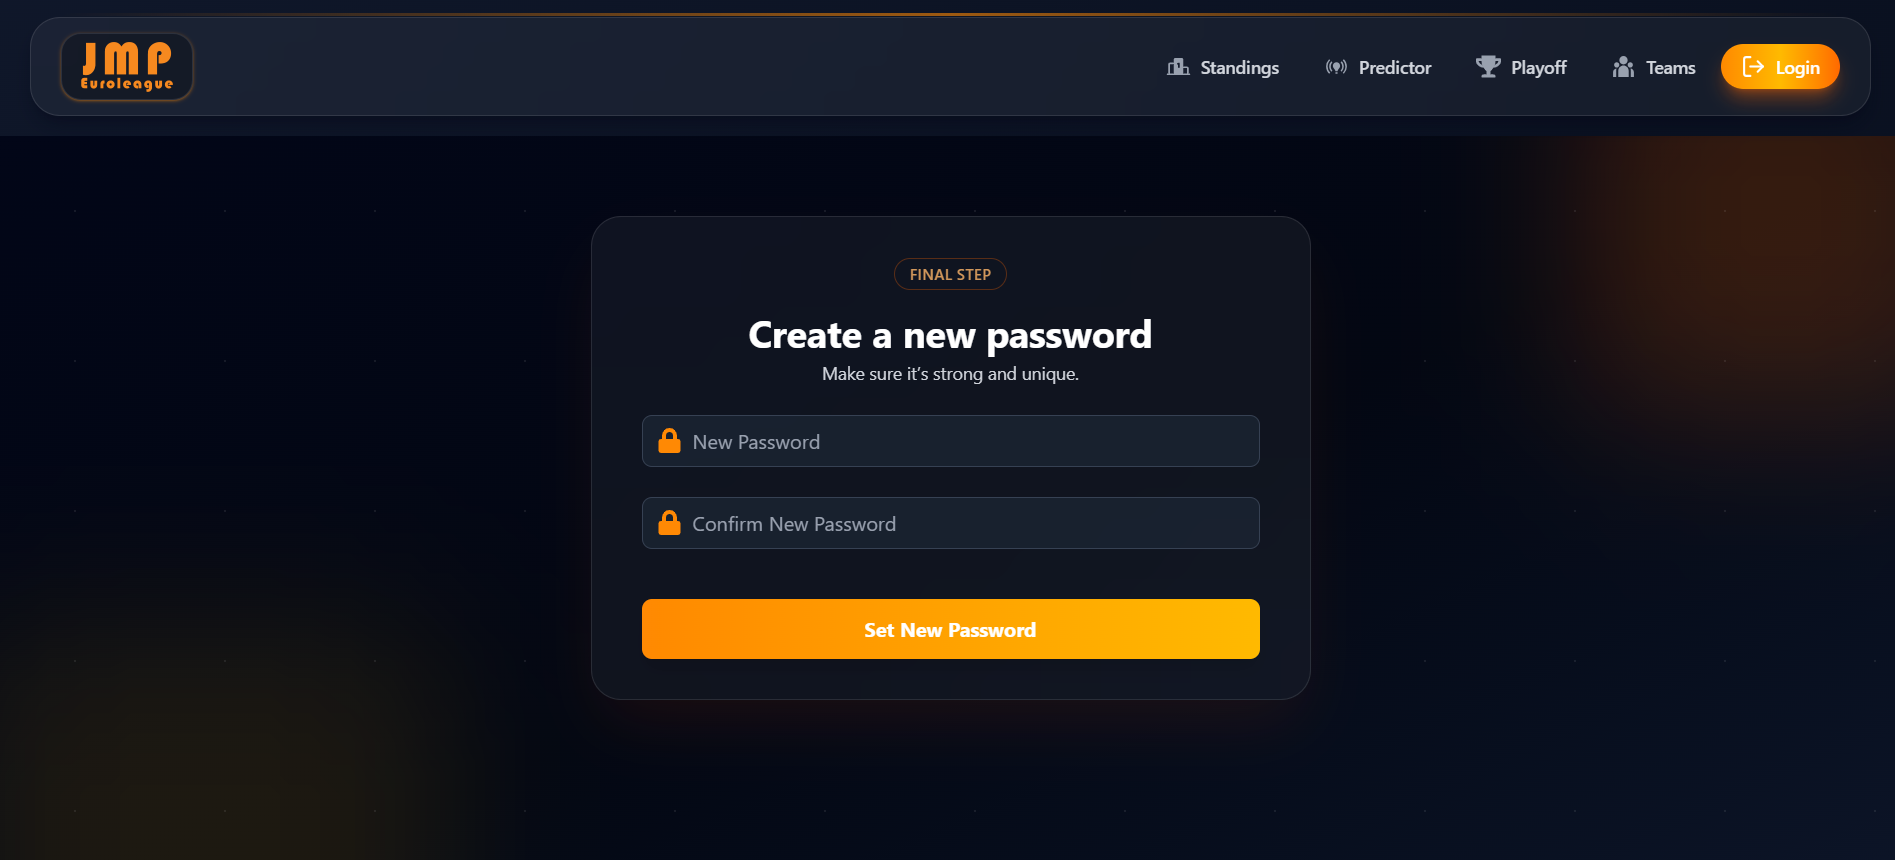 JMP
Euroleague
Standings
Predictor
Playoff
Teams
Login
FINAL STEP
Create a new password
Make sure it’s strong and unique.
New Password
Confirm New Password
Set New Password